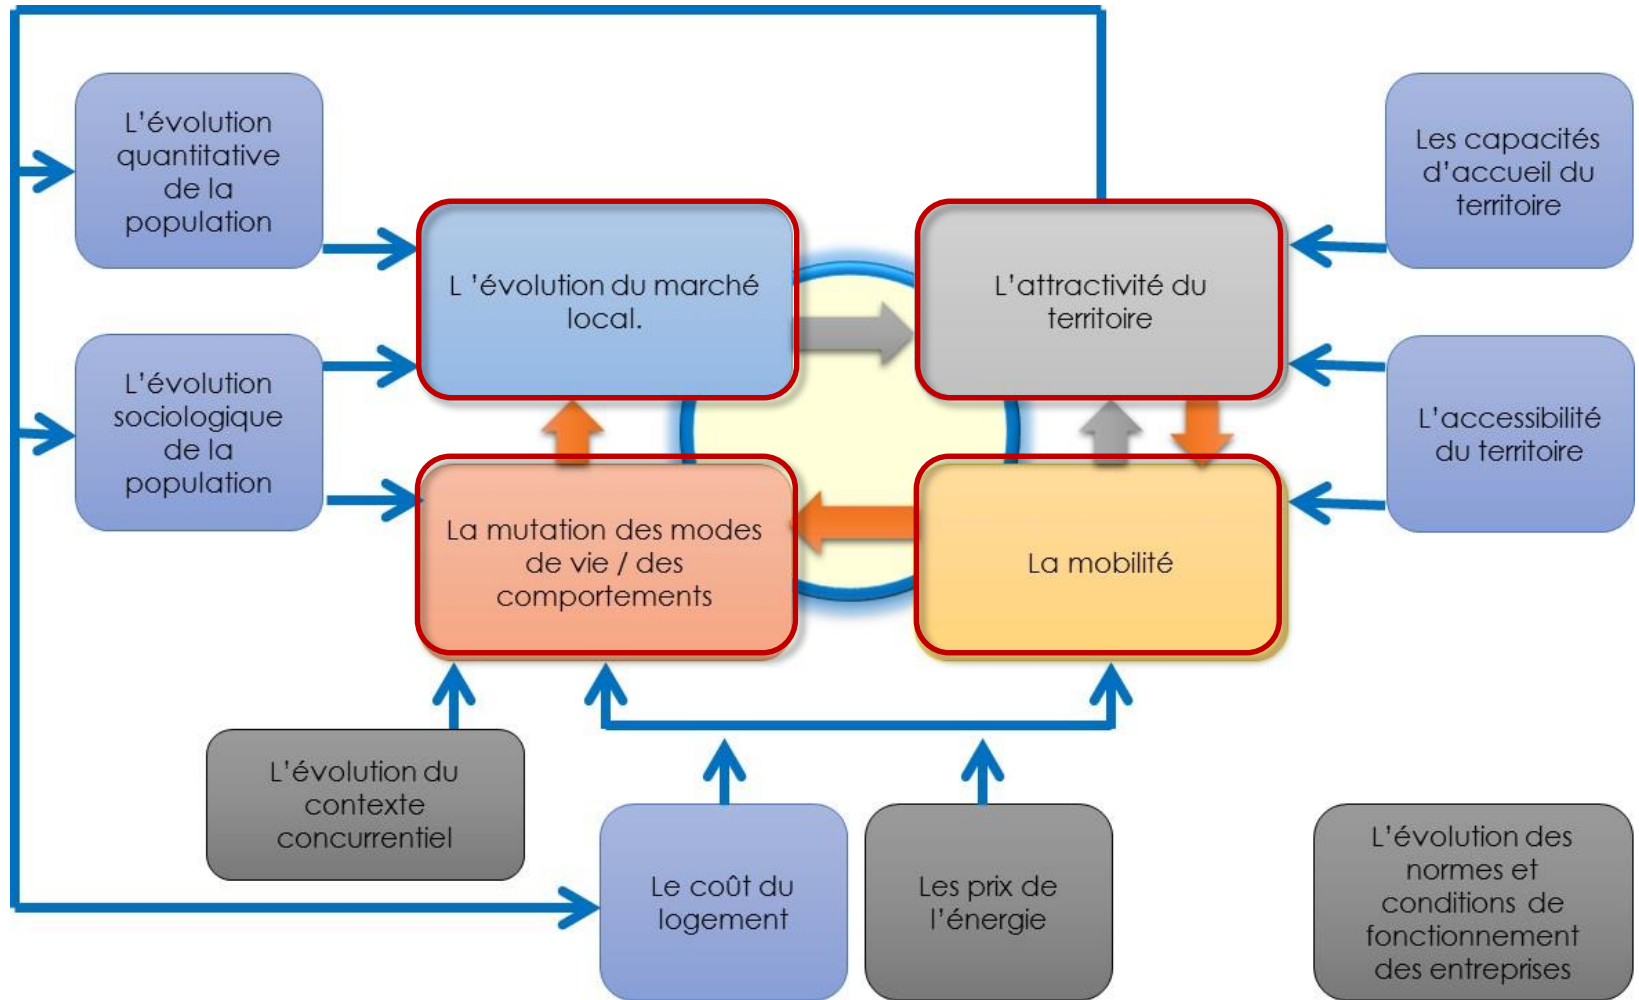 L'évolution
quantitative
de la
population
Les capacités
d'accueil du
territoire
L 'évolution du marché
local.
L'attractivité du
territoire
L'évolution
sociologique
de la
population
L'accessibilité
du territoire
La mutation des modes
de vie / des
comportements
La mobilité
L'évolution du
contexte
concurrentiel
Le coût du
logement
Les prix de
l'énergie
L'évolution des
normes et
conditions de
fonctionnement
des entreprises